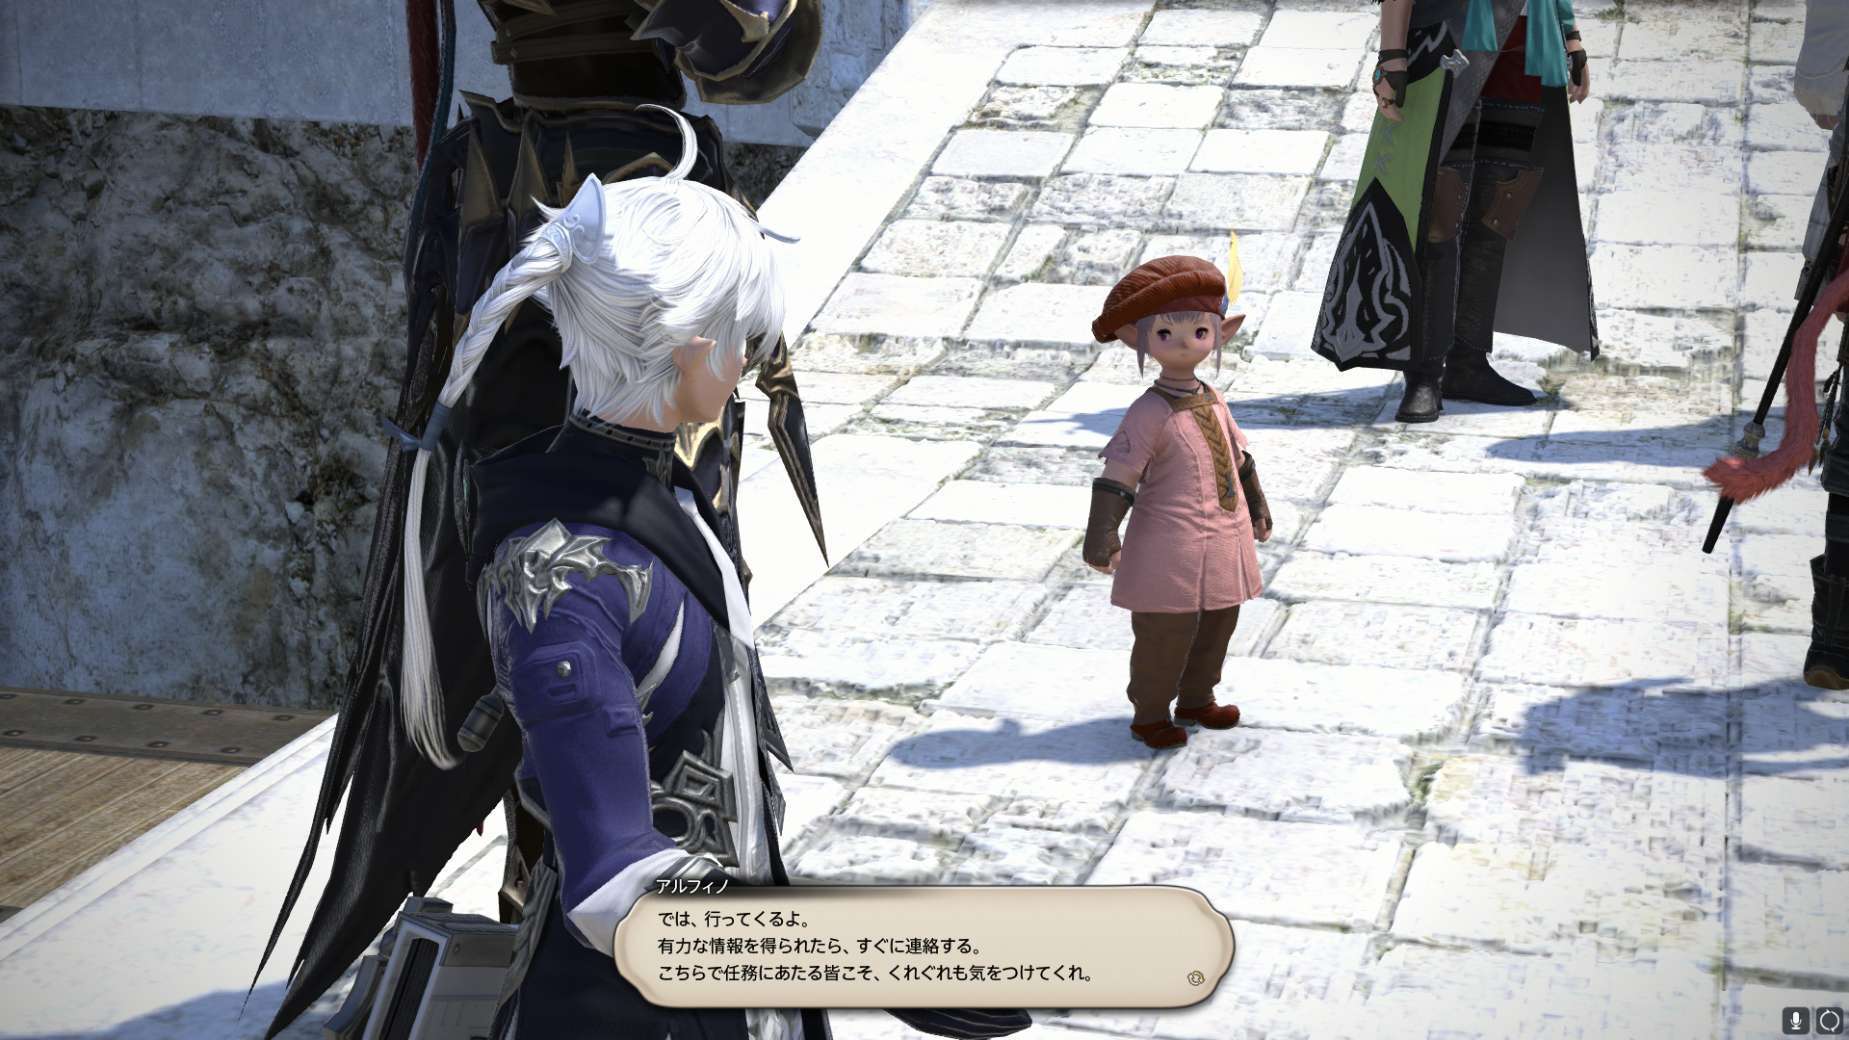 アルフィノ
では、行ってくるよ。
有力な情報を得られたら、すぐに連絡する。
こちらで任務にあたる皆こそ、くれぐれも気をつけてくれ。